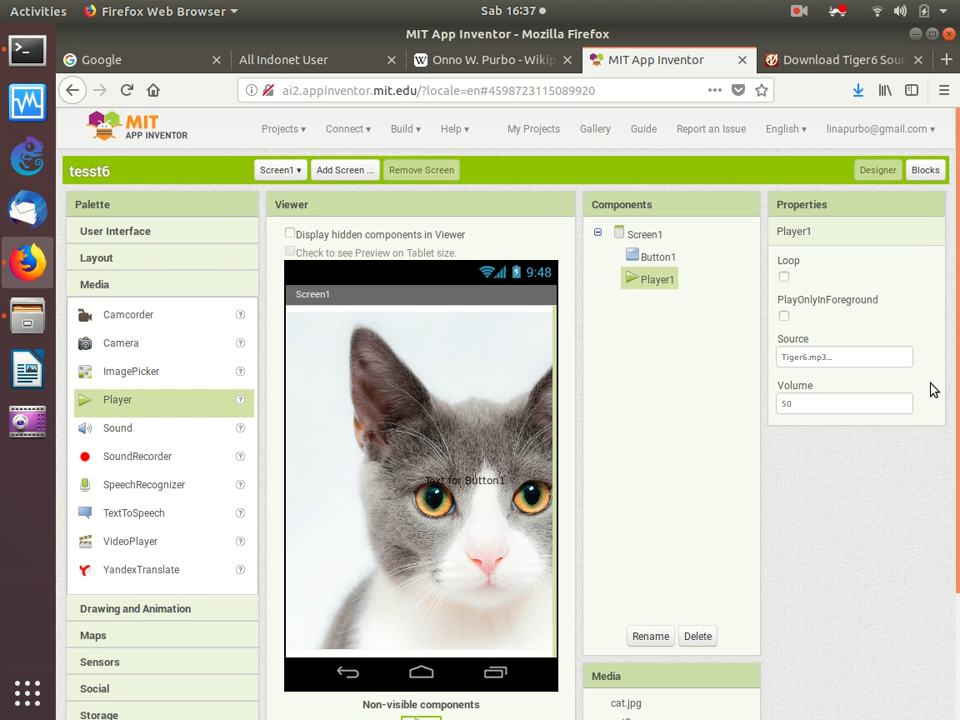 Activities
Firefox Web Browser ▾
Sab 16:37
MIT App Inventor - Mozilla Firefox
Google
All Indonet User
Onno W. Purbo - Wikip
MIT App Inventor
Download Tiger6 Soun
ai2.appinventor.mit.edu/?locale=en#4598723115089920
MIT
APP INVENTOR
Projects ▾
Connect ▾
Build ▾
Help ▾
My Projects
Gallery
Guide
Report an Issue
English ▾
linapurbo@gmail.com ▾
tesst6
Screen1 ▾
Add Screen ...
Remove Screen
Designer
Blocks
Palette
User Interface
Layout
Media
Camcorder
Camera
ImagePicker
Player
Sound
SoundRecorder
SpeechRecognizer
TextToSpeech
VideoPlayer
YandexTranslate
Drawing and Animation
Maps
Sensors
Social
Storage
Viewer
Display hidden components in Viewer
Check to see Preview on Tablet size.
9:48
Screen1
Text for Button1
Non-visible components
Components
Screen1
Button1
Player1
Rename
Delete
Media
cat.jpg
Properties
Player1
Loop
PlayOnlyInForeground
Source
Tiger6.mp3...
Volume
50